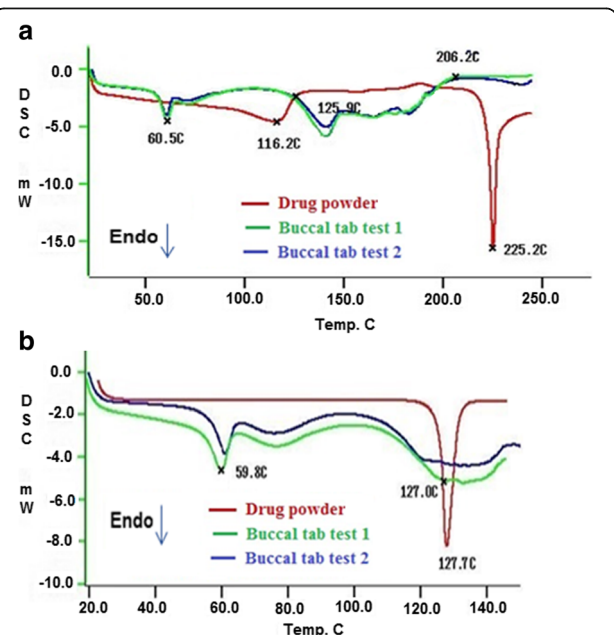 a
206.2C
0.0
D
S
C
125.9C
-5.0
60.5C
116.2C
m
W
-10.0
Drug powder
Buccal tab test 1
Endo
-15.0
Buccal tab test 2
225.2C
50.0 100.0 150.0 200.0 250.0
Temp. C
b
0.0
D
S
C
-2.0
-4.0
59.8C
m
W
127.0C
-6.0
Drug powder
Endo
Buccal tab test 1
-8.0
Buccal tab test 2
127.7C
-10.0
20.0 40.0 60.0 80.0 100.0 120.0 140.0
Temp. C